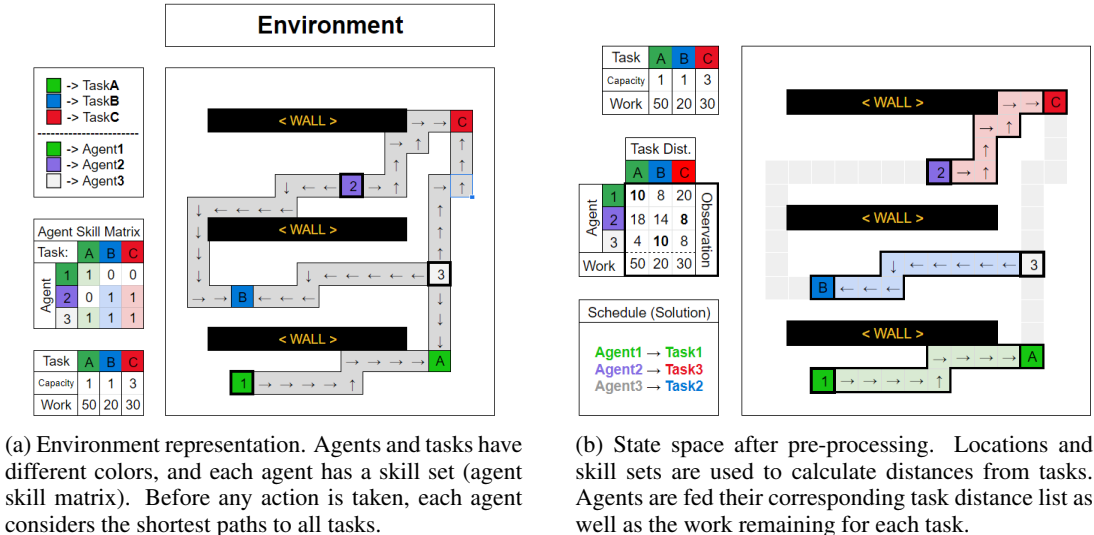 Environment
-> TaskA
-> TaskB
-> TaskC
-> Agent1
-> Agent2
-> Agent3
Agent Skill Matrix
Task: A B C
Agent
1 1 0 0
2 0 1 1
3 1 1 1
Task A B C
Capacity 1 1 3
Work 50 20 30
< WALL >
C
2
< WALL >
3
B
< WALL >
A
1
(a) Environment representation. Agents and tasks have
different colors, and each agent has a skill set (agent
skill matrix). Before any action is taken, each agent
considers the shortest paths to all tasks.
Task A B C
Capacity 1 1 3
Work 50 20 30
Task Dist.
A B C
Agent
1 10 8 20
2 18 14 8
3 4 10 8
Work 50 20 30
Observation
Schedule (Solution)
Agent1 → Task1
Agent2 → Task3
Agent3 → Task2
< WALL >
C
2
< WALL >
3
B
< WALL >
A
1
(b) State space after pre-processing. Locations and
skill sets are used to calculate distances from tasks.
Agents are fed their corresponding task distance list as
well as the work remaining for each task.